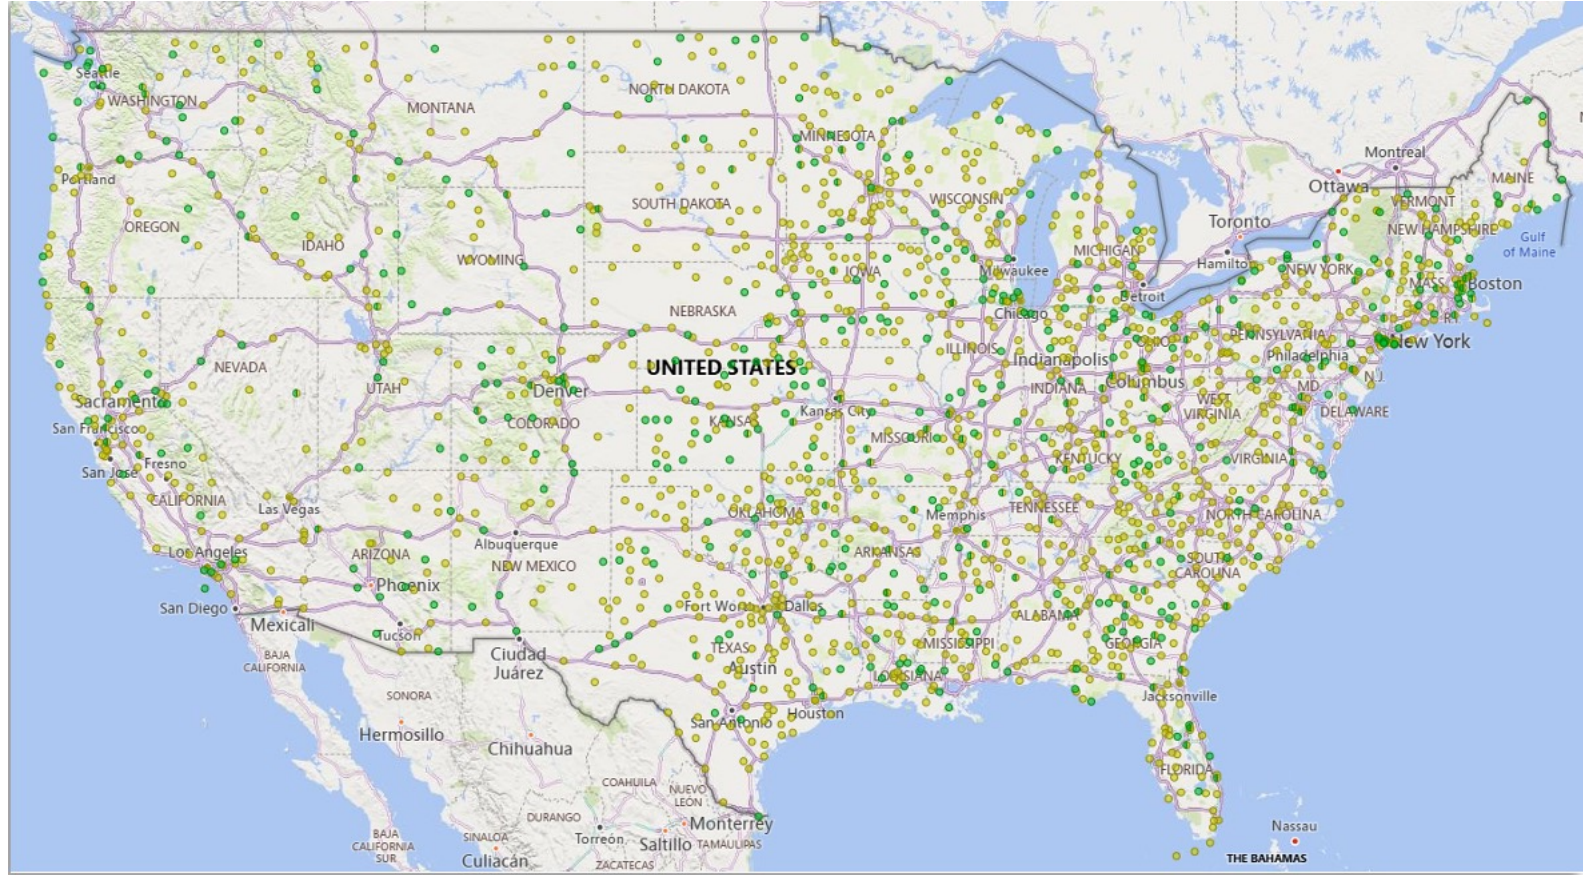 Montreal
Seattle
WASHINGTON
NORTH DAKOTA
MONTANA
MINNESOTA
Ottawa
MAINE
Portland
OREGON
SOUTH DAKOTA
WISCONSIN
VERMONT
Toronto
NEW HAMPSHIRE
IDAHO
Gulf
of Maine
MICHIGAN
WYOMING
Hamilton
Milwaukee
IOWA
NEW YORK
MASS
Boston
Detroit
NEBRASKA
Chicago
R.I.
PENNSYLVANIA
New York
ILLINOIS
OHIO
Philadelphia
NEVADA
UNITED STATES
Indianapolis
UTAH
Denver
INDIANA
Columbus
MD.
N.J.
Sacramento
WEST
VIRGINIA
Kansas City
DELAWARE
San Francisco
COLORADO
KANSAS
MISSOURI
San Jose
Fresno
KENTUCKY
VIRGINIA
CALIFORNIA
Las Vegas
OKLAHOMA
Memphis
TENNESSEE
NORTH CAROLINA
Los Angeles
ARIZONA
Albuquerque
NEW MEXICO
ARKANSAS
SOUTH
CAROLINA
Phoenix
San Diego
Mexicali
Fort Worth
Dallas
ALABAMA
Tucson
MISSISSIPPI
GEORGIA
BAJA
CALIFORNIA
Ciudad
Juárez
TEXAS
Austin
LOUISIANA
SONORA
Jacksonville
San Antonio
Houston
Hermosillo
Chihuahua
FLORIDA
COAHUILA
NUEVO
LEÓN
DURANGO
Monterrey
BAJA
CALIFORNIA
SUR
SINALOA
Torreón
Saltillo
TAMAULIPAS
Nassau
Culiacán
ZACATECAS
THE BAHAMAS